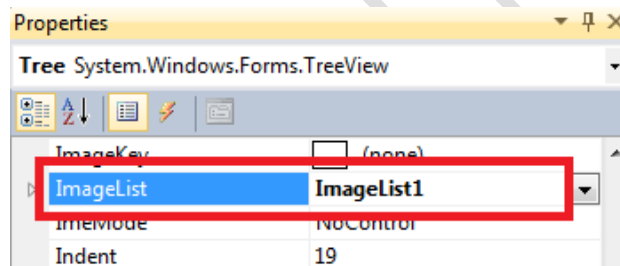 Properties
Tree System.Windows.Forms.TreeView
ImageKey (none)
ImageList ImageList1
ImeMode NoControl
Indent 19